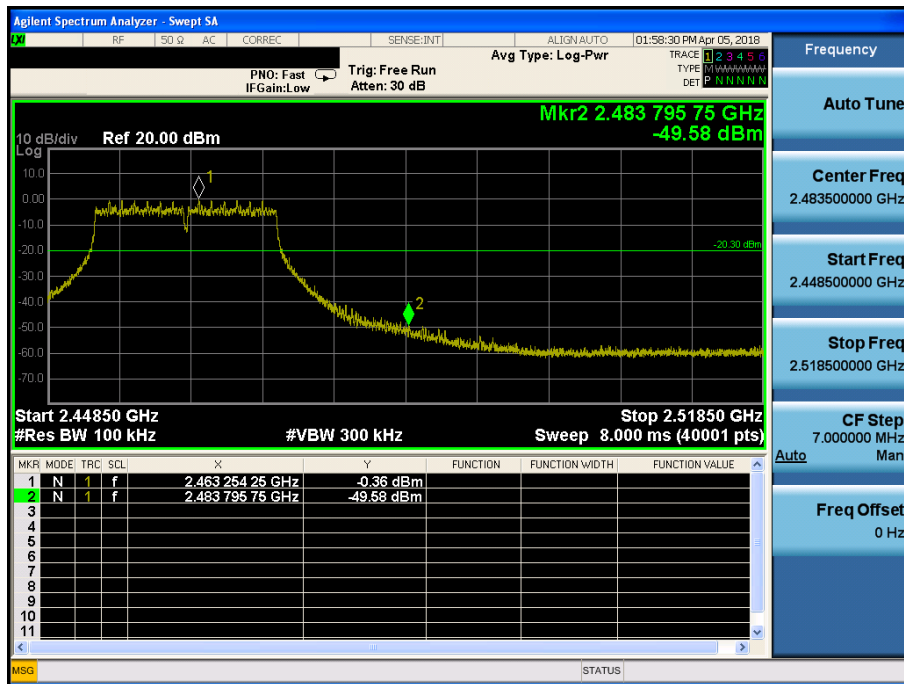 Agilent Spectrum Analyzer - Swept SA
LXI RF 50 Ω AC CORREC SENSE:INT ALIGN AUTO 01:58:30 PM Apr 05, 2018
PNO: Fast
IFGain:Low
Trig: Free Run
Atten: 30 dB
Avg Type: Log-Pwr
TRACE 1 2 3 4 5 6
TYPE M
DET P N N N N N
Mkr2 2.483 795 75 GHz
-49.58 dBm
10 dB/div
Log
Ref 20.00 dBm
10.0
0.00
-10.0
-20.0
-30.0
-40.0
-50.0
-60.0
-70.0
1
2
-20.30 dBm
Start 2.44850 GHz Stop 2.51850 GHz
#Res BW 100 kHz #VBW 300 kHz Sweep 8.000 ms (40001 pts)
MKR MODE TRC SCL X Y FUNCTION FUNCTION WIDTH FUNCTION VALUE
1 N 1 f 2.463 254 25 GHz -0.36 dBm
2 N 1 f 2.483 795 75 GHz -49.58 dBm
3
4
5
6
7
8
9
10
11
MSG STATUS
Frequency
Auto Tune
Center Freq
2.483500000 GHz
Start Freq
2.448500000 GHz
Stop Freq
2.518500000 GHz
CF Step
7.000000 MHz
Auto Man
Freq Offset
0 Hz